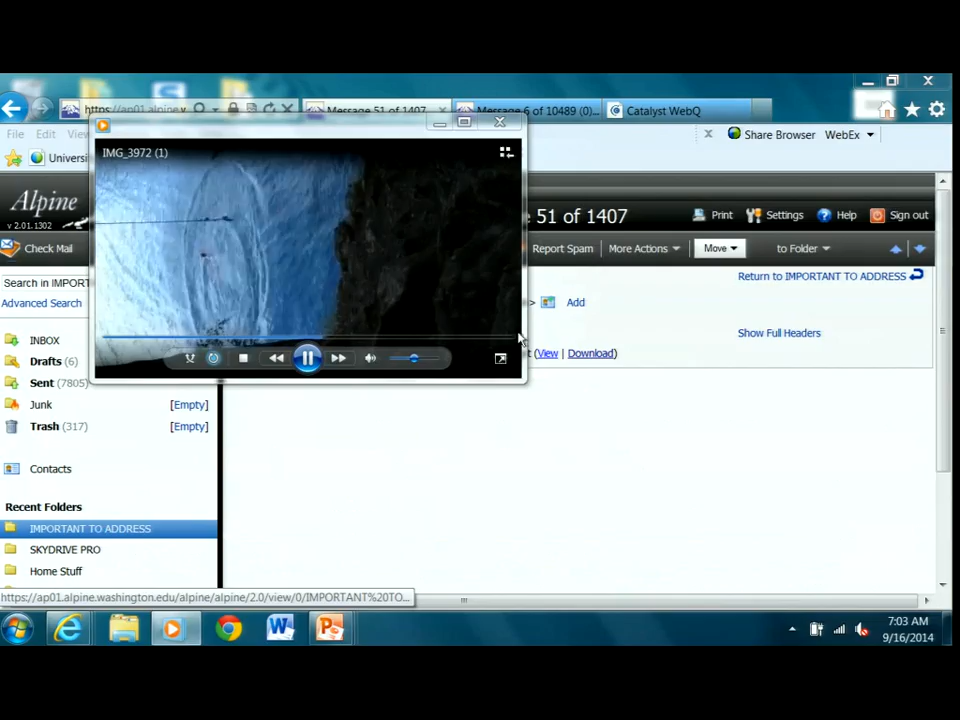 https://ap01.alpine.w
Message 51 of 1407
Message 6 of 10489 (0)...
Catalyst WebQ
File Edit View
Share Browser WebEx
Universi
IMG_3972 (1)
Alpine
v 2.01.1302
51 of 1407
Print Settings Help Sign out
Check Mail
Report Spam More Actions Move to Folder
Search in IMPORT
Return to IMPORTANT TO ADDRESS
Advanced Search
> Add
Show Full Headers
INBOX
t (View | Download)
Drafts (6)
Sent (7805)
Junk [Empty]
Trash (317) [Empty]
Contacts
Recent Folders
IMPORTANT TO ADDRESS
SKYDRIVE PRO
Home Stuff
https://ap01.alpine.washington.edu/alpine/alpine/2.0/view/0/IMPORTANT%20TO...
7:03 AM
9/16/2014